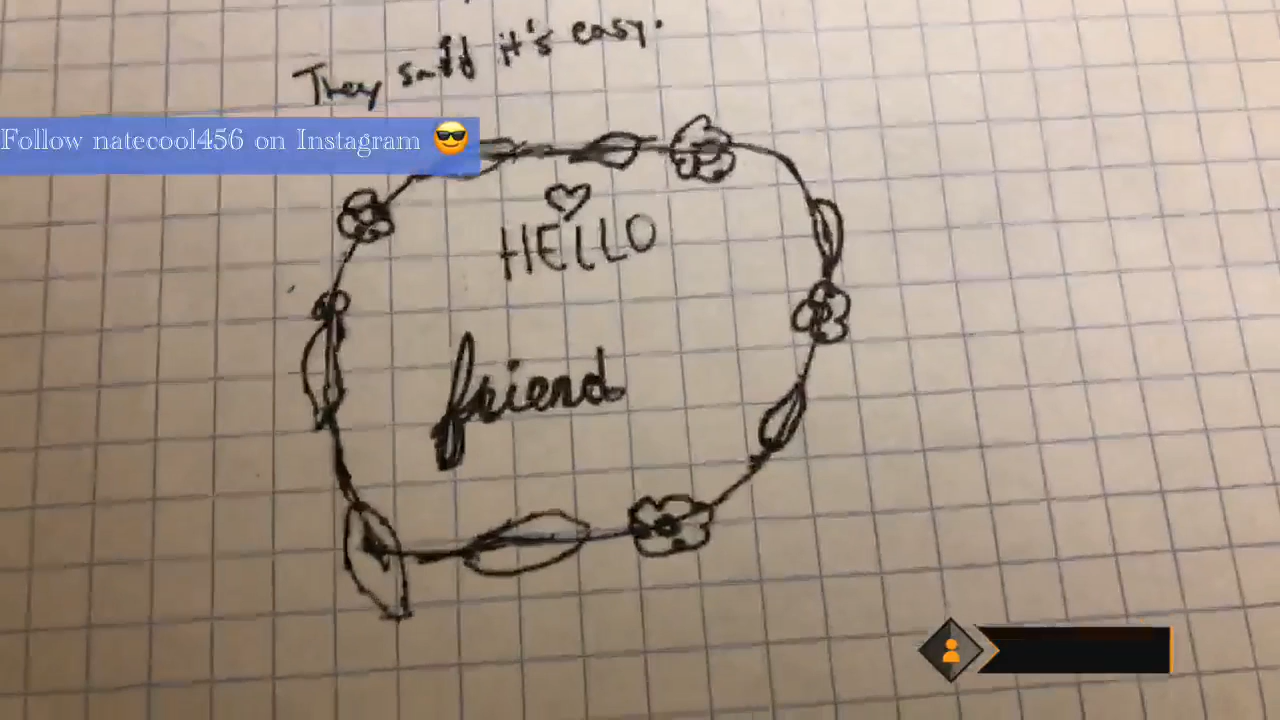 They said it's easy.
Follow natecool456 on Instagram 😎
HELLO
friend